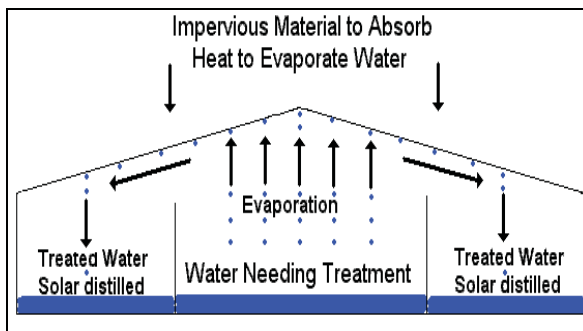 Impervious Material to Absorb
Heat to Evaporate Water
Evaporation
Treated Water
Solar distilled
Water Needing Treatment
Treated Water
Solar distilled